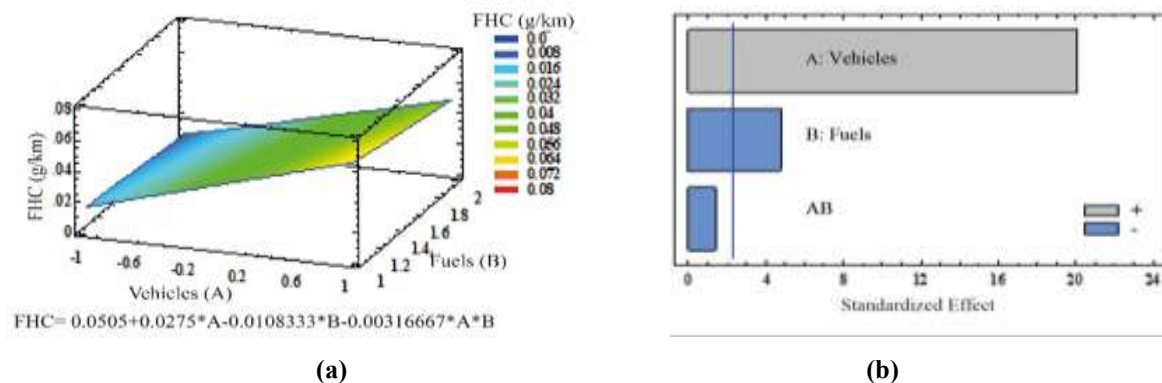 FHC (g/km)
0.0
0.008
0.016
0.024
0.032
0.04
0.048
0.056
0.064
0.072
0.08
FHC (g/km)
.08
.06
.04
.02
0
-1 -0.6 -0.2 0.2 0.6 1
Vehicles (A)
1 1.2 1.4 1.6 1.8 2
Fuels (B)
FHC= 0.0505+0.0275*A-0.0108333*B-0.00316667*A*B
(a)
A: Vehicles
B: Fuels
AB
+
-
0 4 8 12 16 20 24
Standardized Effect
(b)